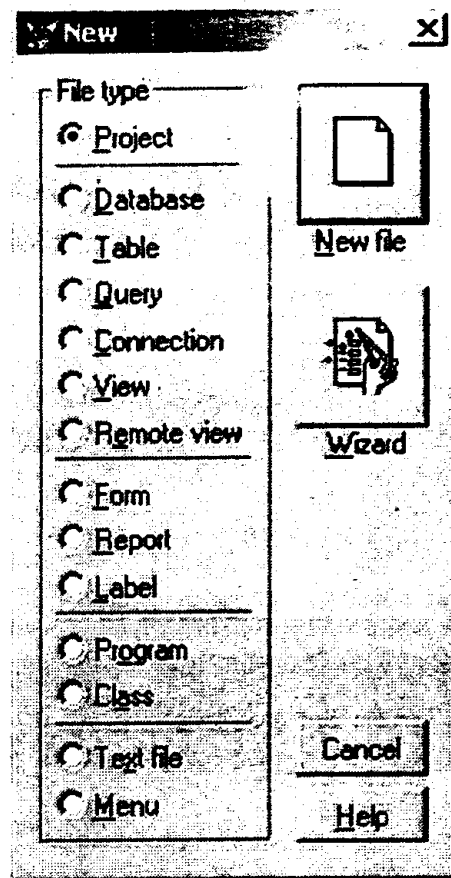 New
File type
Project
Database
Table
Query
Connection
View
Remote view
Form
Report
Label
Program
Class
Text file
Menu
New file
Wizard
Cancel
Help